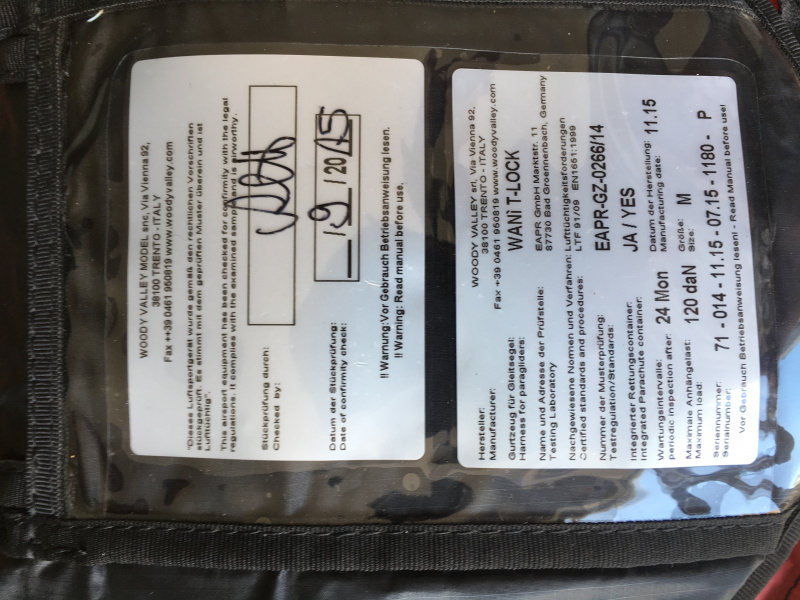 WOODY VALLEY MODEL snc, Via Vienna 92,
38100 TRENTO - ITALY
Fax ++39 0461 950819 www.woodyvalley.com
"Dieses Luftsportgerät wurde gemäß den rechtlichen Vorschriften
stückgeprüft. Es stimmt mit dem geprüften Muster überein und ist
Lufttüchtig".
This airsport equipment has been checked for confirmity with the legal
regulations. It complies with the examined sample and is airworthy.
Stückprüfung durch:
Checked by:
Datum der Stückprüfung:
Date of confirmity check:
9 / 20 15
!! Warnung:Vor Gebrauch Betriebsanweisung lesen.
!! Warning: Read manual before use.
WOODY VALLEY srl, Via Vienna 92,
38100 TRENTO - ITALY
Fax ++39 0461 950819 www.woodyvalley.com
Hersteller:
Manufacturer:
Gurtzeug für Gleitsegel:
Harness for paragliders:
WANi T-LOCK
Name und Adresse der Prüfstelle:
Testing Laboratory
EAPR GmbH Marktstr. 11
87730 Bad Groennenbach, Germany
Nachgewiesene Normen und Verfahren: Lufttüchtigkeitsforderungen
Certified standards and procedures: LTF 91/09 EN1651:1999
Nummer der Musterprüfung:
Testregulation/Standards:
EAPR-GZ-0266/14
Integrierter Rettungscontainer:
Integrated Parachute container:
JA / YES
Wartungsintervalle:
periodic inspection after:
24 Mon
Datum der Herstellung:
Manufacturing date:
11.15
Maximale Anhängelast:
Maximum load:
120 daN
Größe:
Size:
M
Seriennummer:
Serialnumber:
71 - 014 - 11.15 - 07.15 - 1180 - P
Vor Gebrauch Betriebsanweisung lesen! - Read Manual before use!